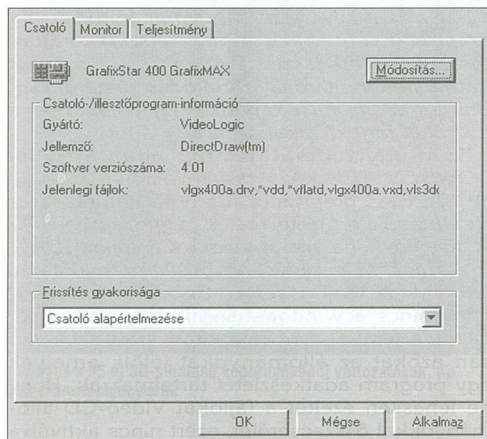 Csatoló Monitor Teljesítmény
GrafixStar 400 GrafixMAX Módosítás...
Csatoló-/illesztőprogram-információ
Gyártó: VideoLogic
Jellemző: DirectDraw(tm)
Szoftver verziószáma: 4.01
Jelenlegi fájlok: vlgx400a.drv,*vdd,*vflatd,vlgx400a.vxd,vls3d
Frissítés gyakorisága
Csatoló alapértelmezése
OK Mégse Alkalmaz